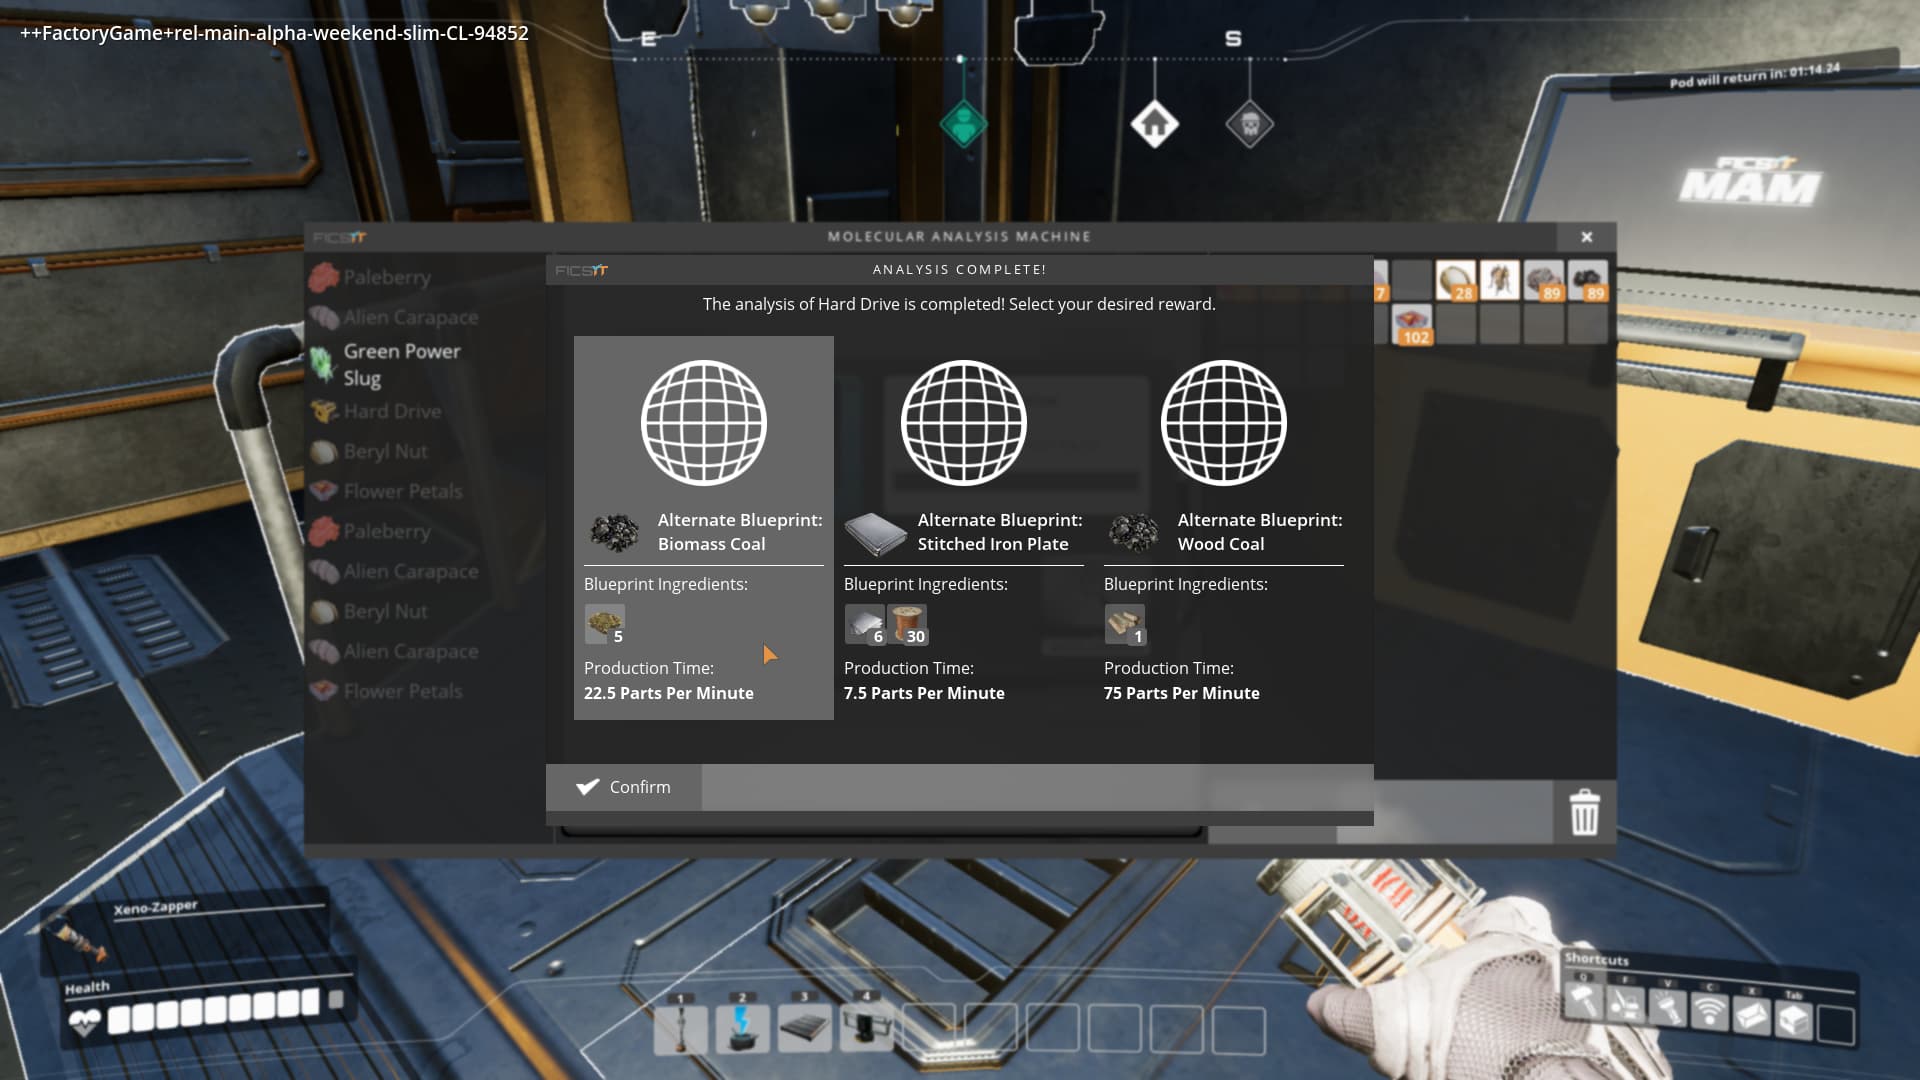 ++FactoryGame+rel-main-alpha-weekend-slim-CL-94852
E
S
Pod will return in: 01:14.24
FICSIT
MAM
FICSIT
MOLECULAR ANALYSIS MACHINE
Paleberry
Alien Carapace
Green Power
Slug
Hard Drive
Beryl Nut
Flower Petals
Paleberry
Alien Carapace
Beryl Nut
Alien Carapace
Flower Petals
FICSIT
ANALYSIS COMPLETE!
The analysis of Hard Drive is completed! Select your desired reward.
Alternate Blueprint:
Biomass Coal
Blueprint Ingredients:
5
Production Time:
22.5 Parts Per Minute
Alternate Blueprint:
Stitched Iron Plate
Blueprint Ingredients:
6 30
Production Time:
7.5 Parts Per Minute
Alternate Blueprint:
Wood Coal
Blueprint Ingredients:
1
Production Time:
75 Parts Per Minute
Confirm
7 28 89 89
102
Xeno-Zapper
Health
1 2 3 4
Shortcuts
Q F V C X Tab